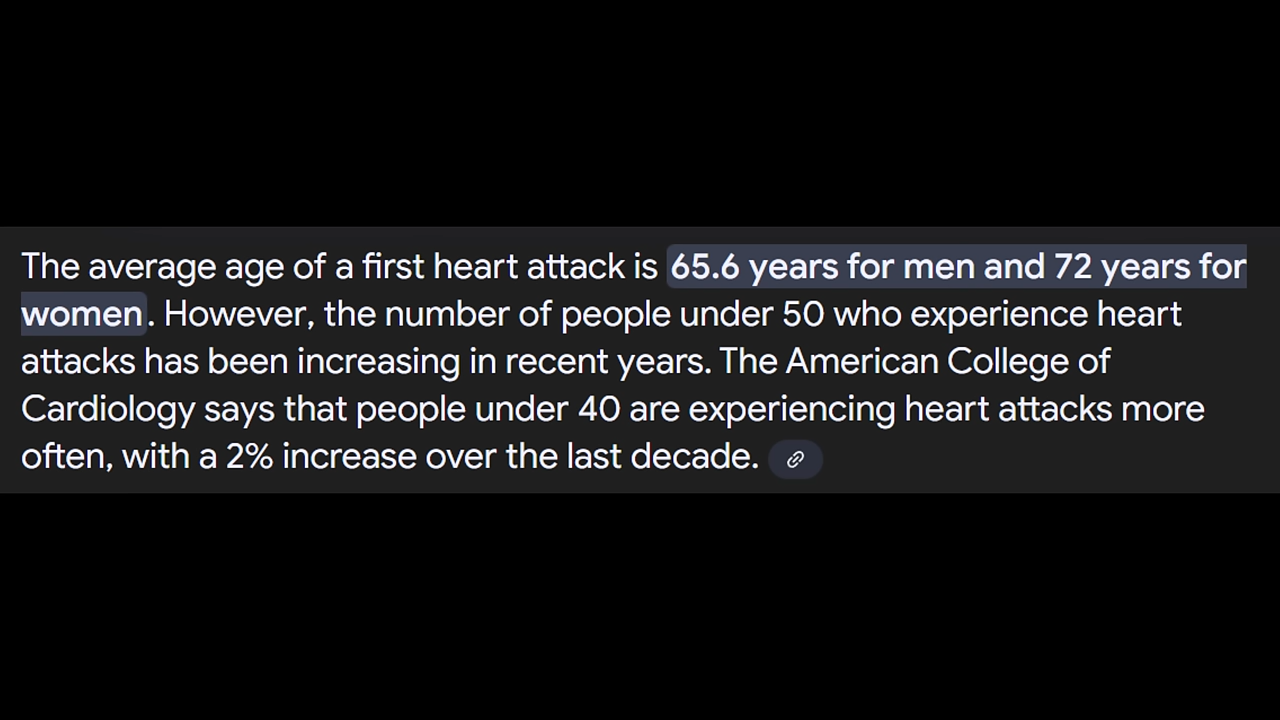 The average age of a first heart attack is 65.6 years for men and 72 years for
women. However, the number of people under 50 who experience heart
attacks has been increasing in recent years. The American College of
Cardiology says that people under 40 are experiencing heart attacks more
often, with a 2% increase over the last decade.